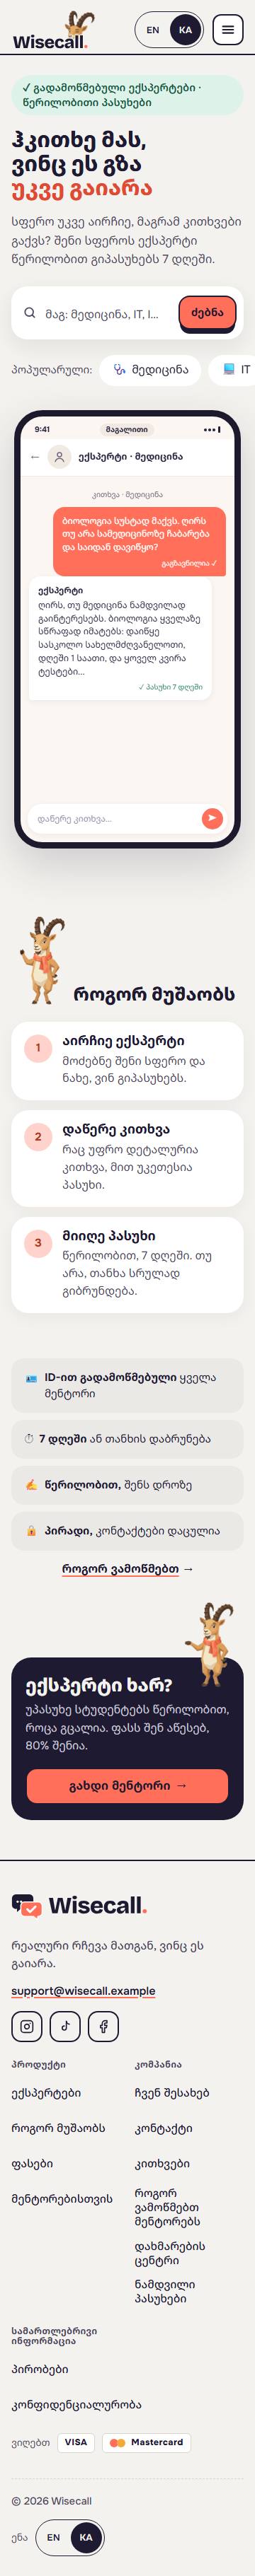 Wisecall.
EN KA
✓ გადამოწმებული ექსპერტები ·
წერილობითი პასუხები
ჰკითხე მას,
ვინც ეს გზა
უკვე გაიარა
სფერო უკვე აირჩიე, მაგრამ კითხვები
გაქვს? შენი სფეროს ექსპერტი
წერილობით გიპასუხებს 7 დღეში.
მაგ: მედიცინა, IT, ი...
ძებნა
პოპულარული: მედიცინა IT
9:41 მაგალითი
← ექსპერტი · მედიცინა
კითხვა · მედიცინა
ბიოლოგია სუსტად მაქვს. ღირს
თუ არა სამედიცინოზე ჩაბარება
და საიდან დავიწყო?
გაგზავნილია ✓
ექსპერტი
ღირს, თუ მედიცინა ნამდვილად
გაინტერესებს. ბიოლოგია ყველაზე
სწრაფად იმატებს: დაიწყე
სასკოლო სახელმძღვანელოთი,
დღეში 1 საათი, და ყოველ კვირა
ტესტები...
✓ პასუხი 7 დღეში
დაწერე კითხვა...
როგორ მუშაობს
1 აირჩიე ექსპერტი
მოძებნე შენი სფერო და
ნახე, ვინ გიპასუხებს.
2 დაწერე კითხვა
რაც უფრო დეტალურია
კითხვა, მით უკეთესია
პასუხი.
3 მიიღე პასუხი
წერილობით, 7 დღეში. თუ
არა, თანხა სრულად
გიბრუნდება.
ID-ით გადამოწმებული ყველა
მენტორი
7 დღეში ან თანხის დაბრუნება
წერილობით, შენს დროზე
პირადი, კონტაქტები დაცულია
როგორ ვამოწმებთ →
ექსპერტი ხარ?
უპასუხე სტუდენტებს წერილობით,
როცა გცალია. ფასს შენ აწესებ,
80% შენია.
გახდი მენტორი →
Wisecall.
რეალური რჩევა მათგან, ვინც ეს
გაიარა.
support@wisecall.example
პროდუქტი
ექსპერტები
როგორ მუშაობს
ფასები
მენტორებისთვის
კომპანია
ჩვენ შესახებ
კონტაქტი
კითხვები
როგორ
ვამოწმებთ
მენტორებს
დახმარების
ცენტრი
ნამდვილი
პასუხები
სამართლებრივი
ინფორმაცია
პირობები
კონფიდენციალურობა
ვიღებთ VISA Mastercard
© 2026 Wisecall
ენა EN KA